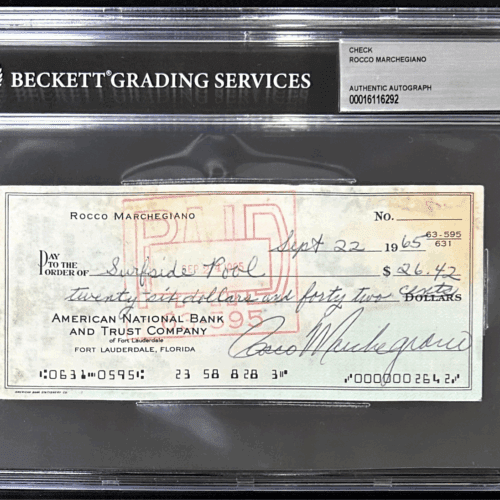 BECKETT® GRADING SERVICES
CHECK
ROCCO MARCHEGIANO
AUTHENTIC AUTOGRAPH
00016116292
ROCCO MARCHEGIANO
No.
63-595
631
Sept 22 1965
PAY TO THE ORDER OF Surfside Pool $ 26.42
twenty six dollars and forty two cents DOLLARS
PAID
595
AMERICAN NATIONAL BANK
AND TRUST COMPANY
of Fort Lauderdale
FORT LAUDERDALE, FLORIDA
Rocco Marchegiano
⑆0631⑉0595⑆ 23 58 828 3⑈ ⑈0000002642⑈